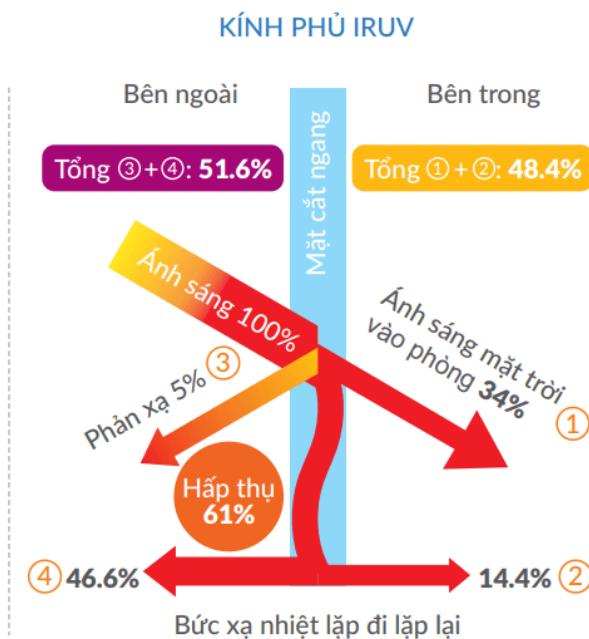 KÍNH PHỦ IRUV
Bên ngoài
Bên trong
Tổng ③+④: 51.6%
Tổng ①+②: 48.4%
Mặt cắt ngang
Ánh sáng 100%
Ánh sáng mặt trời
vào phòng 34%
①
Phản xạ 5% ③
Hấp thụ
61%
④ 46.6%
14.4% ②
Bức xạ nhiệt lặp đi lặp lại